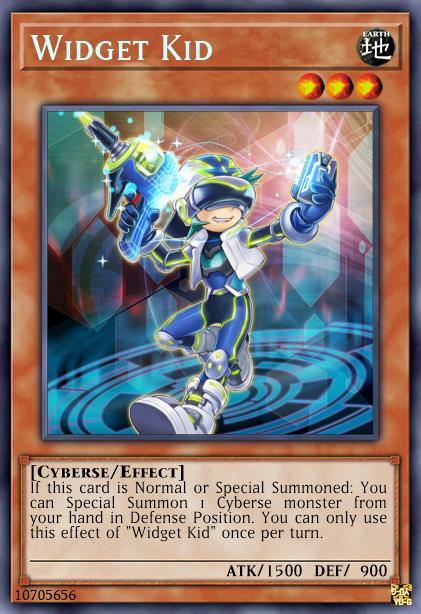 Widget Kid
EARTH
地
[Cyberse/Effect]
If this card is Normal or Special Summoned: You
can Special Summon 1 Cyberse monster from
your hand in Defense Position. You can only use
this effect of "Widget Kid" once per turn.
ATK/1500 DEF/ 900
10705656